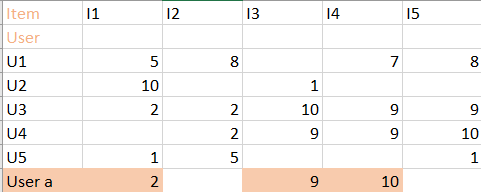 Item I1 I2 I3 I4 I5
User
U1 5 8 7 8
U2 10 1
U3 2 2 10 9 9
U4 2 9 9 10
U5 1 5 1
User a 2 9 10